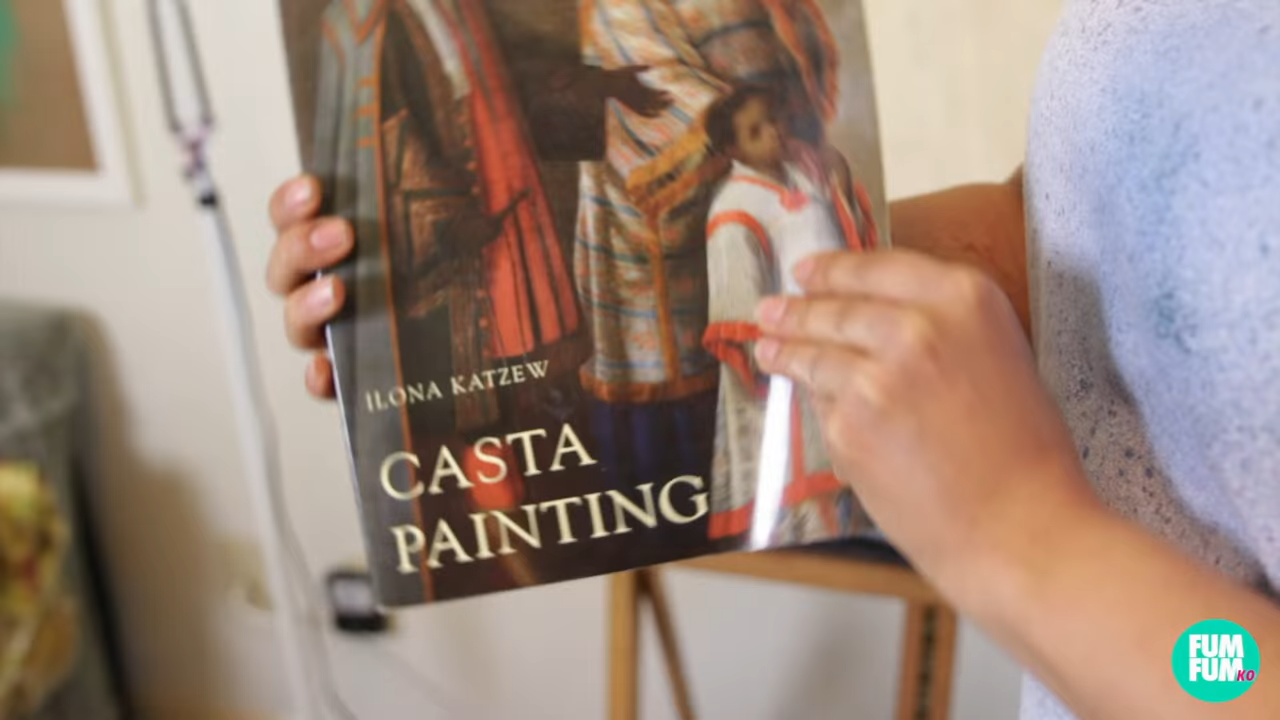 ILONA KATZEW
CASTA
PAINTING
FUM
FUM KO